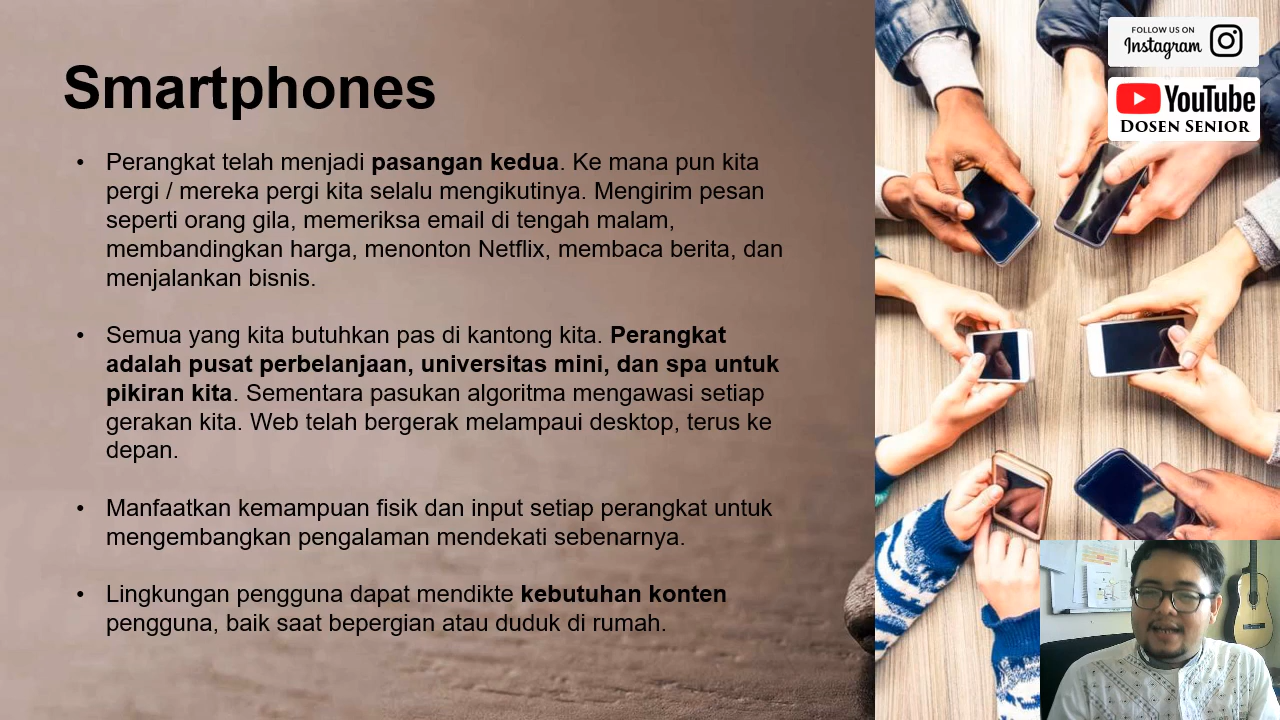 Smartphones
• Perangkat telah menjadi pasangan kedua. Ke mana pun kita
pergi / mereka pergi kita selalu mengikutinya. Mengirim pesan
seperti orang gila, memeriksa email di tengah malam,
membandingkan harga, menonton Netflix, membaca berita, dan
menjalankan bisnis.
• Semua yang kita butuhkan pas di kantong kita. Perangkat
adalah pusat perbelanjaan, universitas mini, dan spa untuk
pikiran kita. Sementara pasukan algoritma mengawasi setiap
gerakan kita. Web telah bergerak melampaui desktop, terus ke
depan.
• Manfaatkan kemampuan fisik dan input setiap perangkat untuk
mengembangkan pengalaman mendekati sebenarnya.
• Lingkungan pengguna dapat mendikte kebutuhan konten
pengguna, baik saat bepergian atau duduk di rumah.
FOLLOW US ON
Instagram
YouTube
DOSEN SENIOR